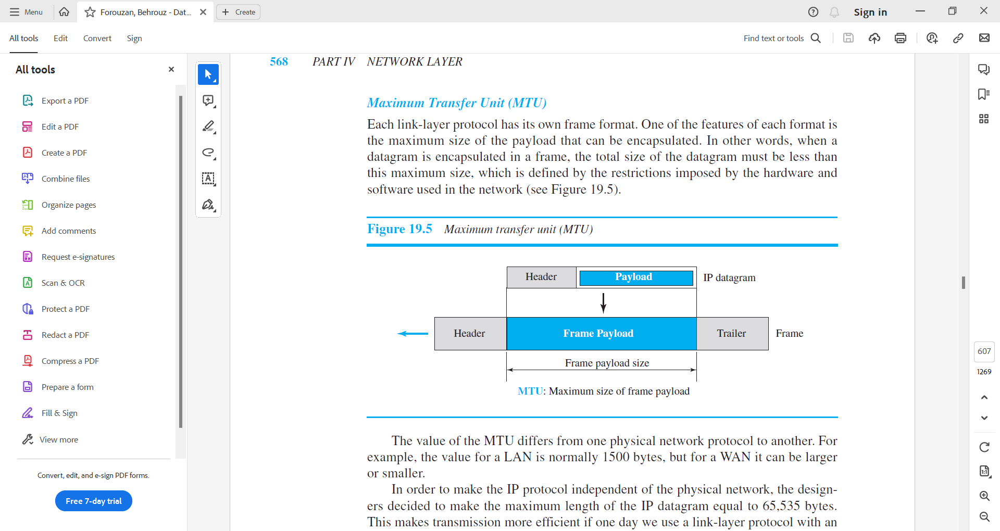 Menu
Forouzan, Behrouz - Dat...
Create
Sign in
All tools
Edit
Convert
Sign
Find text or tools
All tools
Export a PDF
Edit a PDF
Create a PDF
Combine files
Organize pages
Add comments
Request e-signatures
Scan & OCR
Protect a PDF
Redact a PDF
Compress a PDF
Prepare a form
Fill & Sign
View more
Convert, edit, and e-sign PDF forms.
Free 7-day trial
568 PART IV NETWORK LAYER
Maximum Transfer Unit (MTU)
Each link-layer protocol has its own frame format. One of the features of each format is
the maximum size of the payload that can be encapsulated. In other words, when a
datagram is encapsulated in a frame, the total size of the datagram must be less than
this maximum size, which is defined by the restrictions imposed by the hardware and
software used in the network (see Figure 19.5).
Figure 19.5 Maximum transfer unit (MTU)
Header Payload IP datagram
Header Frame Payload Trailer Frame
Frame payload size
MTU: Maximum size of frame payload
The value of the MTU differs from one physical network protocol to another. For
example, the value for a LAN is normally 1500 bytes, but for a WAN it can be larger
or smaller.
In order to make the IP protocol independent of the physical network, the design-
ers decided to make the maximum length of the IP datagram equal to 65,535 bytes.
This makes transmission more efficient if one day we use a link-layer protocol with an
607
1269
1:1